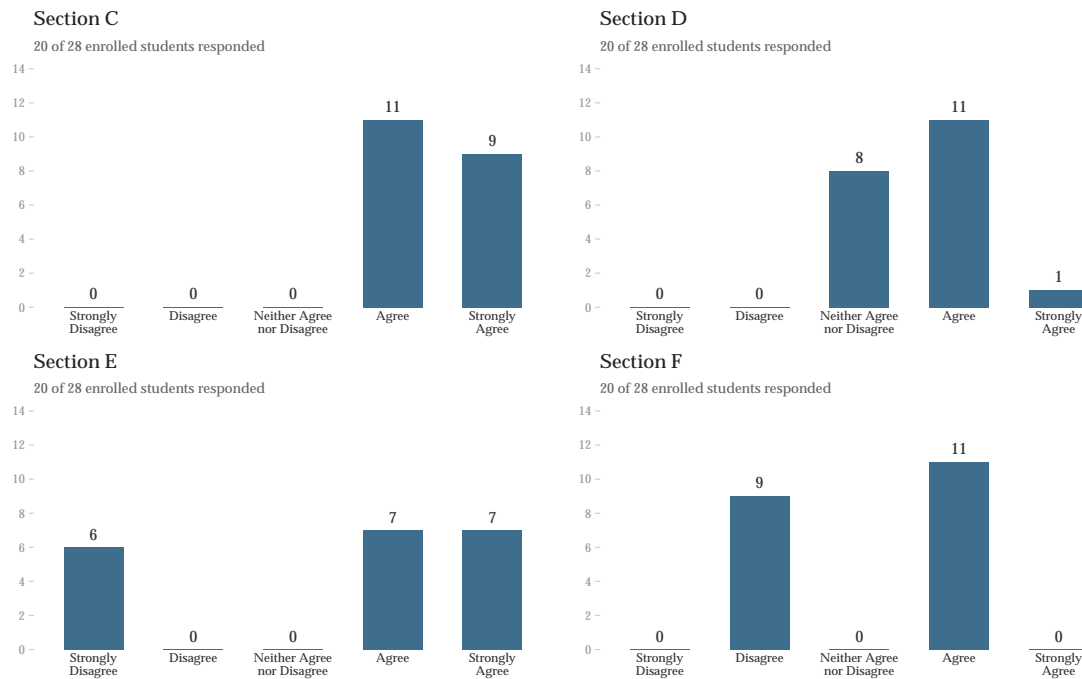 Section C
20 of 28 enrolled students responded
14
12
10
8
6
4
2
0
0
0
0
11
9
Strongly
Disagree
Disagree
Neither Agree
nor Disagree
Agree
Strongly
Agree
Section D
20 of 28 enrolled students responded
14
12
10
8
6
4
2
0
0
0
8
11
1
Strongly
Disagree
Disagree
Neither Agree
nor Disagree
Agree
Strongly
Agree
Section E
20 of 28 enrolled students responded
14
12
10
8
6
4
2
0
6
0
0
7
7
Strongly
Disagree
Disagree
Neither Agree
nor Disagree
Agree
Strongly
Agree
Section F
20 of 28 enrolled students responded
14
12
10
8
6
4
2
0
0
9
0
11
0
Strongly
Disagree
Disagree
Neither Agree
nor Disagree
Agree
Strongly
Agree